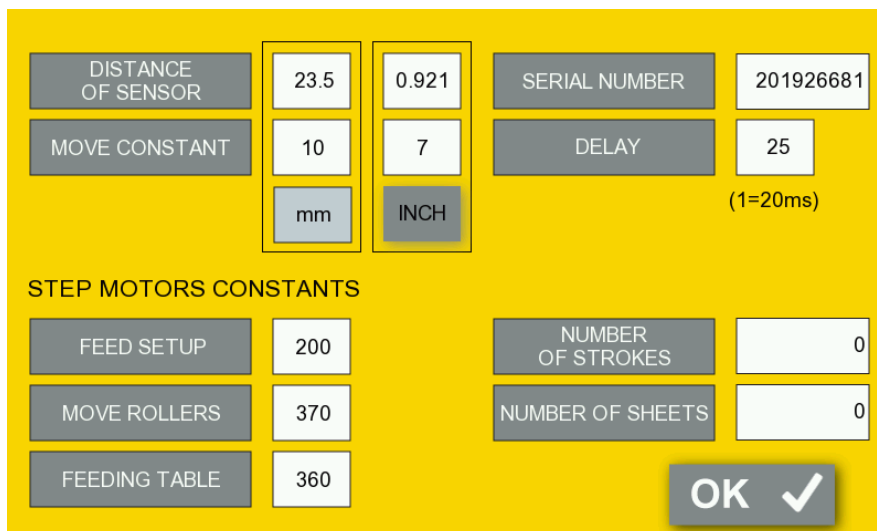 DISTANCE
OF SENSOR
23.5
0.921
SERIAL NUMBER
201926681
MOVE CONSTANT
10
7
DELAY
25
mm
INCH
(1=20ms)
STEP MOTORS CONSTANTS
FEED SETUP
200
NUMBER
OF STROKES
0
MOVE ROLLERS
370
NUMBER OF SHEETS
0
FEEDING TABLE
360
OK